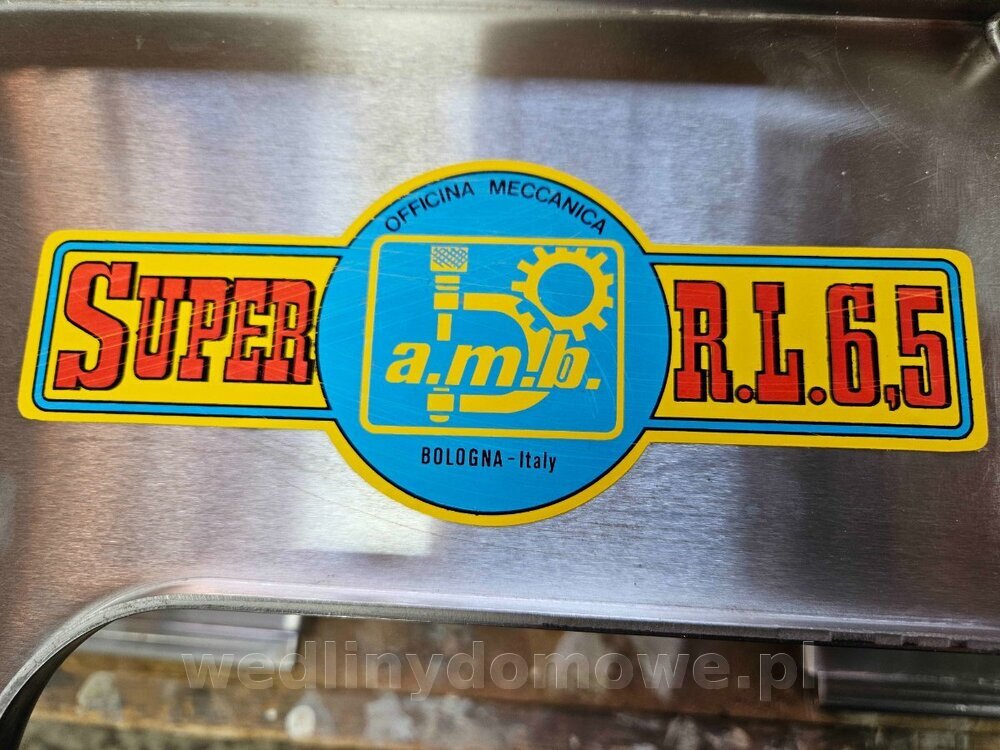 OFFICINA MECCANICA
SUPER
a.m.b.
R.L.6,5
BOLOGNA - Italy
wedlinydomowe.pl